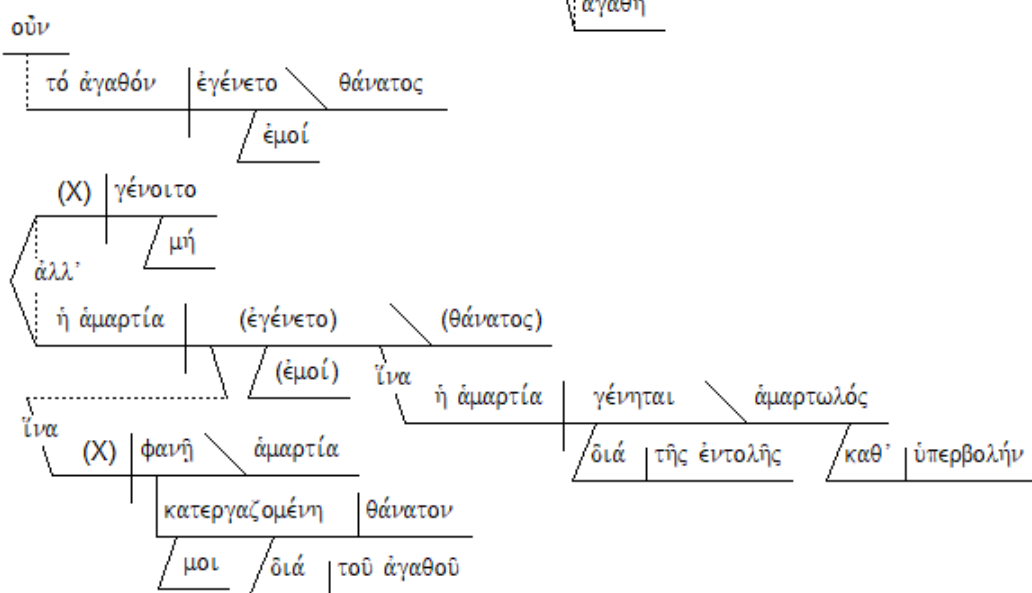 ἀγαθή
οὖν
τό ἀγαθόν ἐγένετο θάνατος
ἐμοί
(X) γένοιτο
μή
ἀλλ’
ἡ ἁμαρτία (ἐγένετο) (θάνατος)
(ἐμοί) ἵνα
ἡ ἁμαρτία γένηται ἁμαρτωλός
ἵνα
(X) φανῇ ἁμαρτία
διά τῆς ἐντολῆς καθ’ ὑπερβολήν
κατεργαζομένη θάνατον
μοι διά τοῦ ἀγαθοῦ